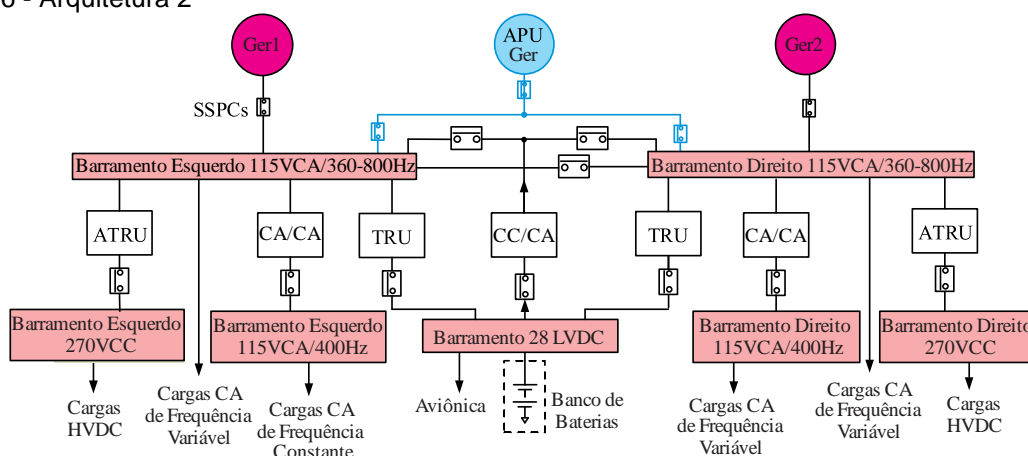 6 - Arquitetura 2
Ger1
APU
Ger
Ger2
SSPCs
Barramento Esquerdo 115VCA/360-800Hz
Barramento Direito 115VCA/360-800Hz
ATRU
CA/CA
TRU
CC/CA
TRU
CA/CA
ATRU
Barramento Esquerdo
270VCC
Barramento Esquerdo
115VCA/400Hz
Barramento 28 LVDC
Barramento Direito
115VCA/400Hz
Barramento Direito
270VCC
Cargas
HVDC
Cargas CA
de Frequência
Variável
Cargas CA
de Frequência
Constante
Aviônica
Banco de
Baterias
Cargas CA
de Frequência
Variável
Cargas CA
de Frequência
Variável
Cargas
HVDC